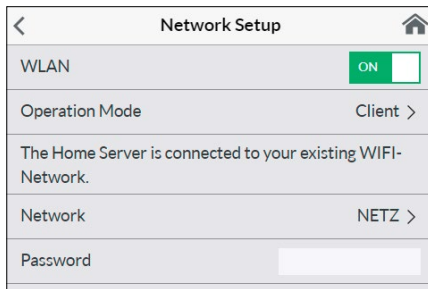 Network Setup
WLAN ON
Operation Mode Client >
The Home Server is connected to your existing WIFI-
Network.
Network NETZ >
Password